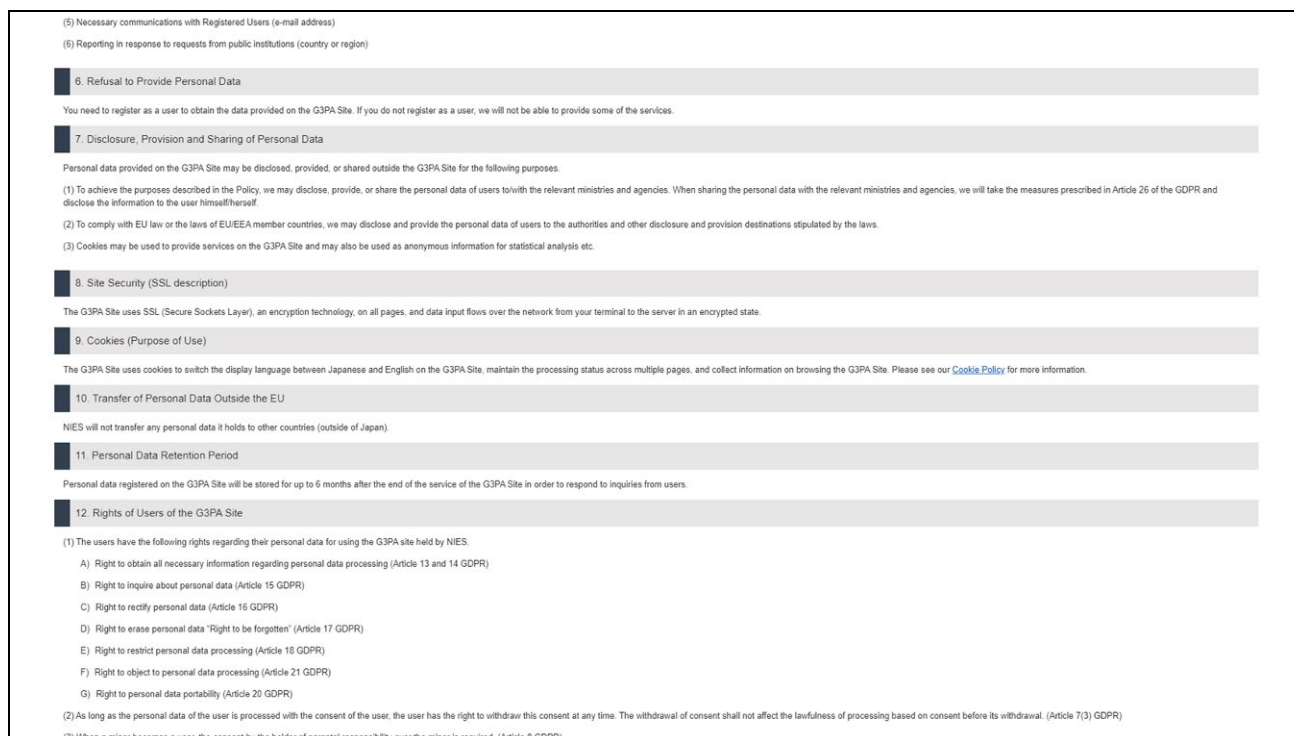 (5) Necessary communications with Registered Users (e-mail address)
(6) Reporting in response to requests from public institutions (country or region)
6. Refusal to Provide Personal Data
You need to register as a user to obtain the data provided on the G3PA Site. If you do not register as a user, we will not be able to provide some of the services.
7. Disclosure, Provision and Sharing of Personal Data
Personal data provided on the G3PA Site may be disclosed, provided, or shared outside the G3PA Site for the following purposes.
(1) To achieve the purposes described in the Policy, we may disclose, provide, or share the personal data of users to/with the relevant ministries and agencies. When sharing the personal data with the relevant ministries and agencies, we will take the measures prescribed in Article 26 of the GDPR and
disclose the information to the user himself/herself.
(2) To comply with EU law or the laws of EU/EEA member countries, we may disclose and provide the personal data of users to the authorities and other disclosure and provision destinations stipulated by the laws.
(3) Cookies may be used to provide services on the G3PA Site and may also be used as anonymous information for statistical analysis etc.
8. Site Security (SSL description)
The G3PA Site uses SSL (Secure Sockets Layer), an encryption technology, on all pages, and data input flows over the network from your terminal to the server in an encrypted state.
9. Cookies (Purpose of Use)
The G3PA Site uses cookies to switch the display language between Japanese and English on the G3PA Site, maintain the processing status across multiple pages, and collect information on browsing the G3PA Site. Please see our Cookie Policy for more information.
10. Transfer of Personal Data Outside the EU
NIES will not transfer any personal data it holds to other countries (outside of Japan).
11. Personal Data Retention Period
Personal data registered on the G3PA Site will be stored for up to 6 months after the end of the service of the G3PA Site in order to respond to inquiries from users.
12. Rights of Users of the G3PA Site
(1) The users have the following rights regarding their personal data for using the G3PA site held by NIES.
A) Right to obtain all necessary information regarding personal data processing (Article 13 and 14 GDPR)
B) Right to inquire about personal data (Article 15 GDPR)
C) Right to rectify personal data (Article 16 GDPR)
D) Right to erase personal data "Right to be forgotten" (Article 17 GDPR)
E) Right to restrict personal data processing (Article 18 GDPR)
F) Right to object to personal data processing (Article 21 GDPR)
G) Right to personal data portability (Article 20 GDPR)
(2) As long as the personal data of the user is processed with the consent of the user, the user has the right to withdraw this consent at any time. The withdrawal of consent shall not affect the lawfulness of processing based on consent before its withdrawal. (Article 7(3) GDPR)